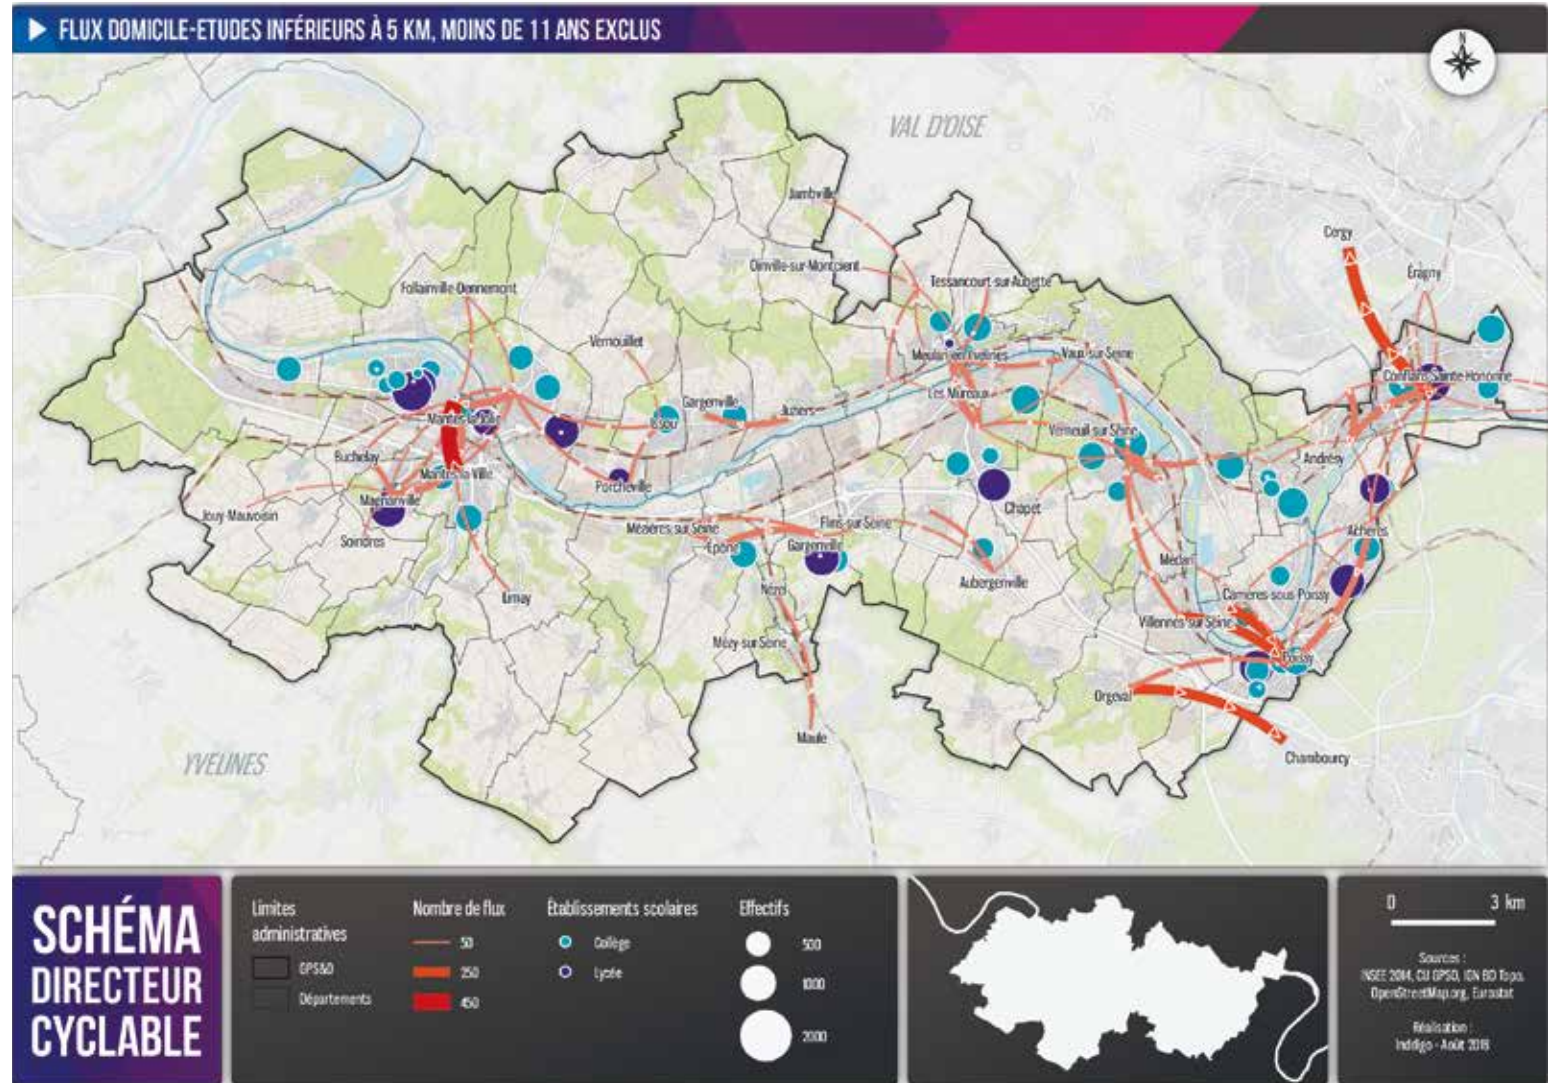 FLUX DOMICILE-ETUDES INFÉRIEURS À 5 KM, MOINS DE 11 ANS EXCLUS
N
VAL D'OISE
Jambville
Oinville-sur-Montcient
Tessancourt-sur-Aubette
Cergy
Éragny
Follainville-Dennemont
Vernouillet
Meulan-en-Yvelines
Vaux-sur-Seine
Conflans-Sainte-Honorine
Les Mureaux
Gargenville
Juziers
Issou
Mantes-la-Jolie
Verneuil-sur-Seine
Andrésy
Buchelay
Mantes-la-Ville
Porcheville
Magnanville
Jouy-Mauvoisin
Soindres
Mézières-sur-Seine
Flins-sur-Seine
Chapet
Épône
Gargenville
Achères
Médan
Aubergenville
Nézel
Limay
Carrières-sous-Poissy
Villennes-sur-Seine
Mézy-sur-Seine
Poissy
Orgeval
Maule
Chambourcy
YVELINES
SCHÉMA
DIRECTEUR
CYCLABLE
Limites
administratives
GPS&O
Départements
Nombre de flux
50
250
450
Établissements scolaires
Collège
Lycée
Effectifs
500
1000
2000
0 3 km
Sources :
INSEE 2014, CU GPSO, IGN BD Topo,
OpenStreetMap.org, Eurostat
Réalisation :
Inddigo - Août 2018